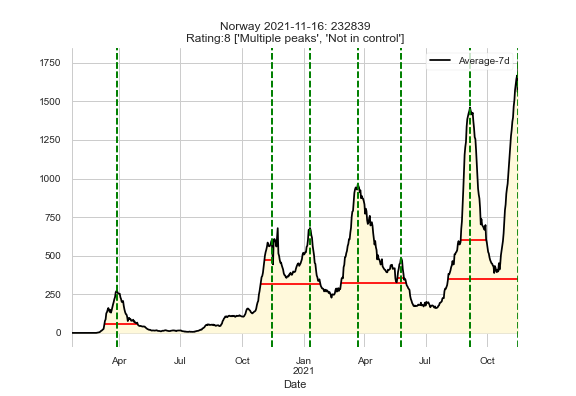 Norway 2021-11-16: 232839
Rating:8 ['Multiple peaks', 'Not in control']
Average-7d
1750
1500
1250
1000
750
500
250
0
Apr
Jul
Oct
Jan
2021
Apr
Jul
Oct
Date